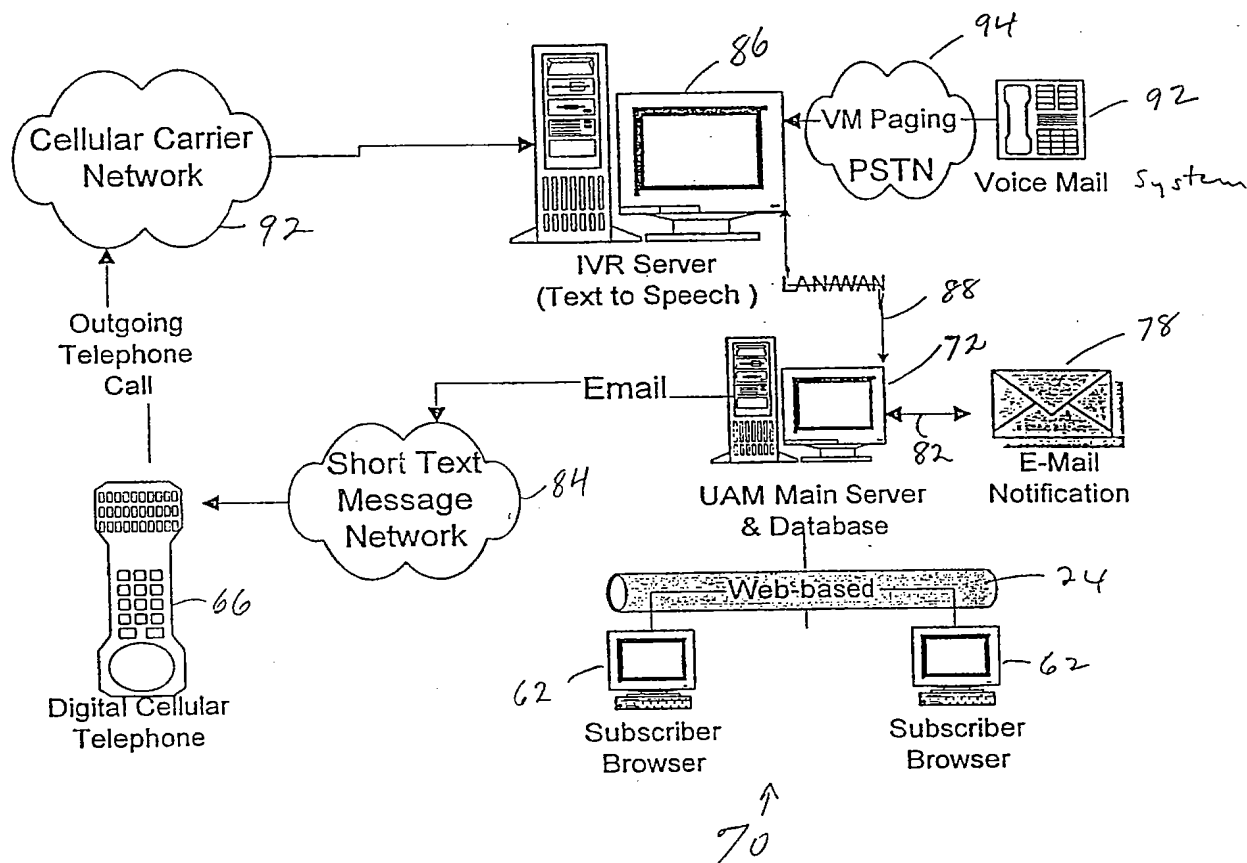 94
86
Cellular Carrier
Network
92
VM Paging
PSTN
92
Voice Mail System
IVR Server
(Text to Speech )
LAN/WAN
88
Outgoing
Telephone
Call
72
78
Email
82
E-Mail
Notification
Short Text
Message
Network
84
UAM Main Server
& Database
66
Web-based
24
62
62
Digital Cellular
Telephone
Subscriber
Browser
Subscriber
Browser
70